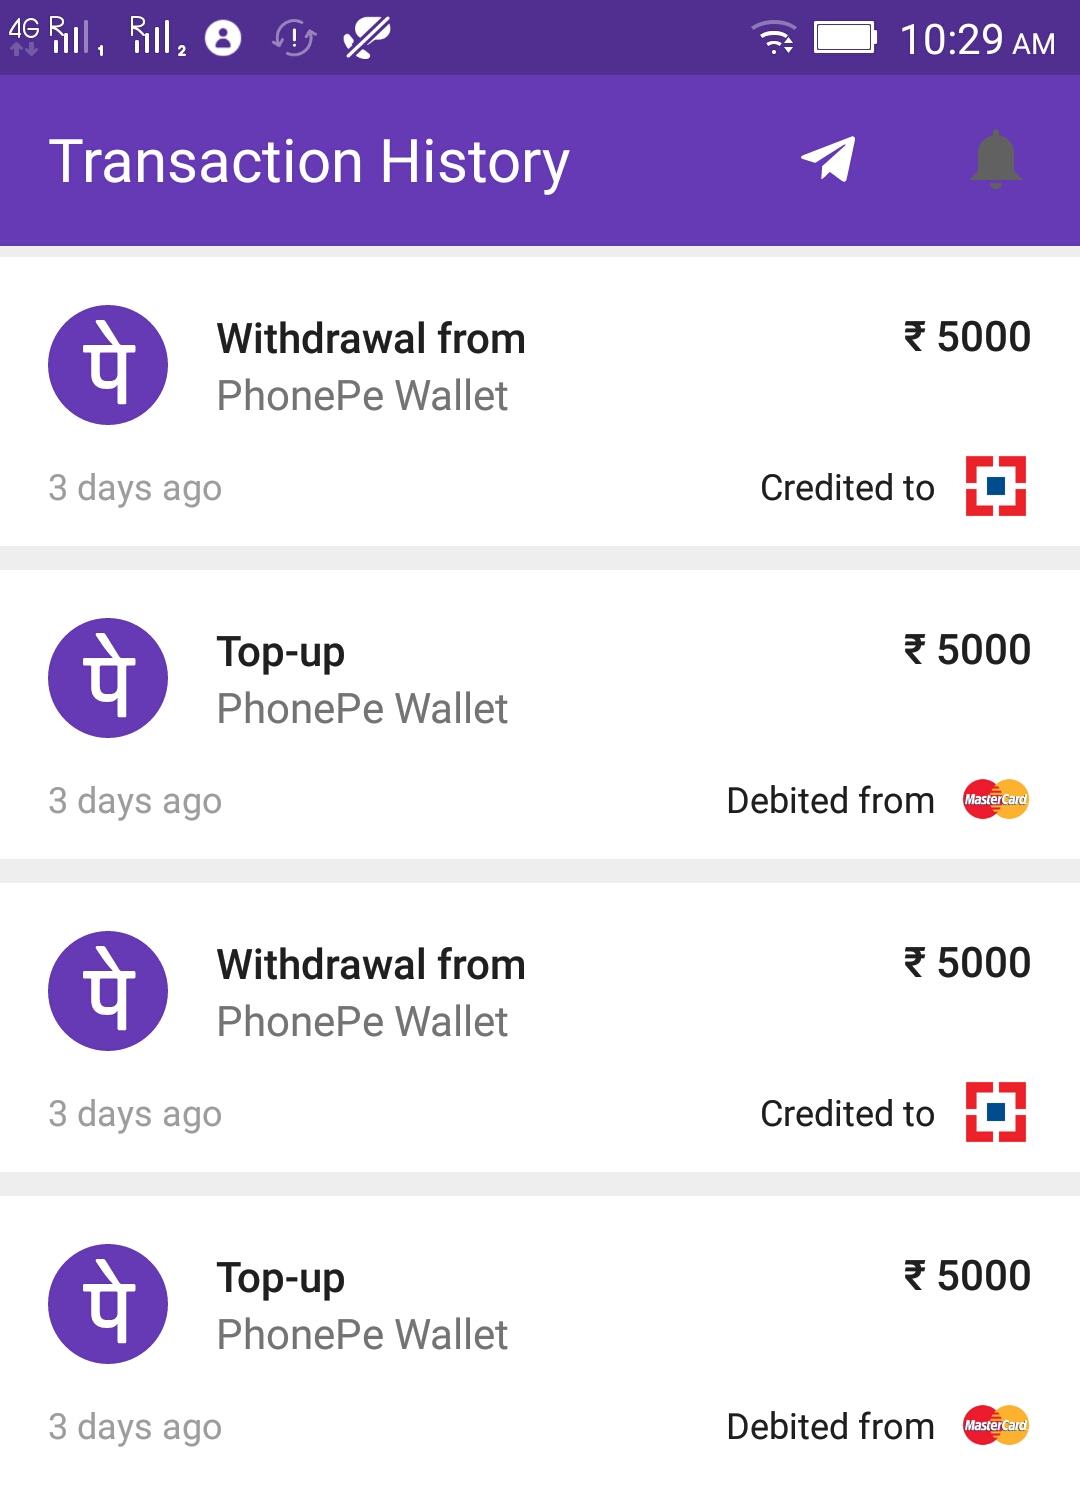 4G R 1 R 2 10:29 AM
Transaction History
पे Withdrawal from ₹ 5000
PhonePe Wallet
3 days ago Credited to
पे Top-up ₹ 5000
PhonePe Wallet
3 days ago Debited from MasterCard
पे Withdrawal from ₹ 5000
PhonePe Wallet
3 days ago Credited to
पे Top-up ₹ 5000
PhonePe Wallet
3 days ago Debited from MasterCard